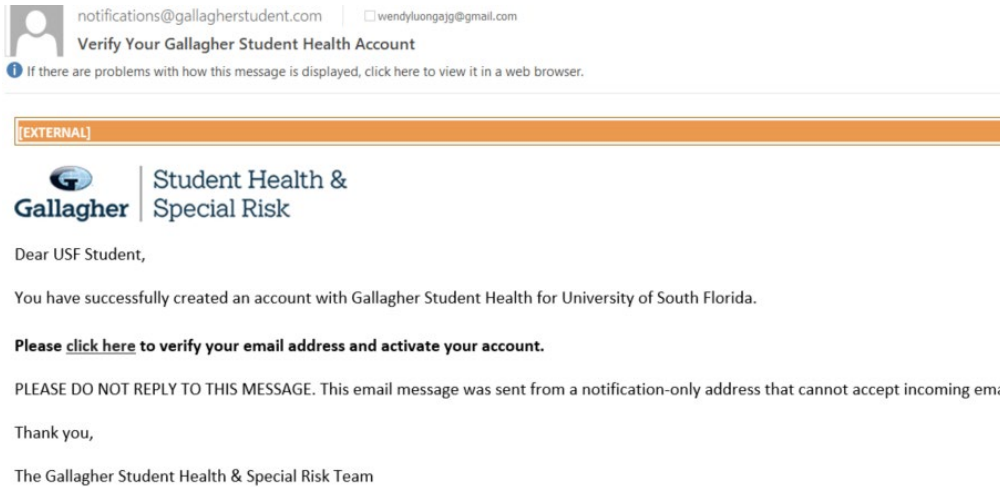 notifications@gallagherstudent.com wendyluongajg@gmail.com
Verify Your Gallagher Student Health Account
If there are problems with how this message is displayed, click here to view it in a web browser.
[EXTERNAL]
G
Gallagher
Student Health &
Special Risk
Dear USF Student,
You have successfully created an account with Gallagher Student Health for University of South Florida.
Please click here to verify your email address and activate your account.
PLEASE DO NOT REPLY TO THIS MESSAGE. This email message was sent from a notification-only address that cannot accept incoming ema
Thank you,
The Gallagher Student Health & Special Risk Team